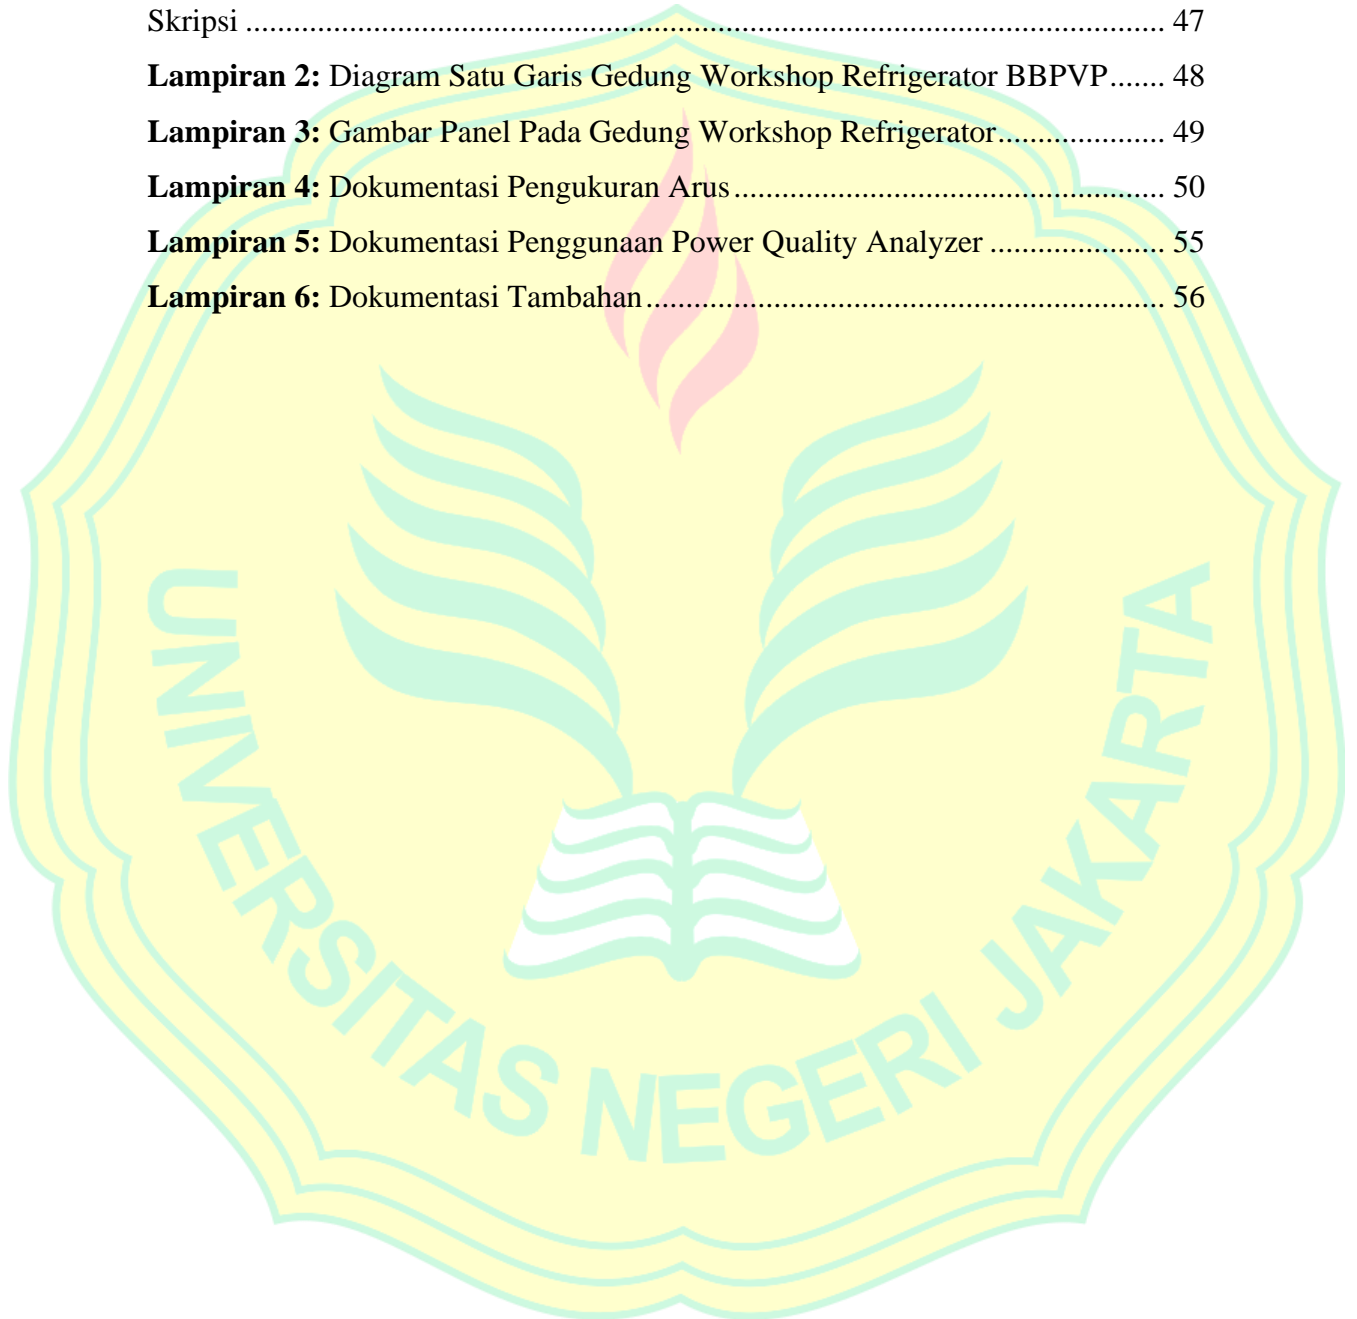 Skripsi ................................................................................................................... 47
Lampiran 2: Diagram Satu Garis Gedung Workshop Refrigerator BBPVP....... 48
Lampiran 3: Gambar Panel Pada Gedung Workshop Refrigerator..................... 49
Lampiran 4: Dokumentasi Pengukuran Arus...................................................... 50
Lampiran 5: Dokumentasi Penggunaan Power Quality Analyzer ...................... 55
Lampiran 6: Dokumentasi Tambahan................................................................. 56
UNIVERSITAS NEGERI JAKARTA